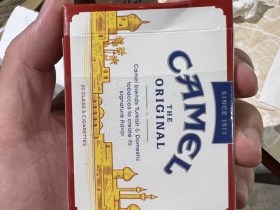 SINCE 1913
CAMEL
THE
ORIGINAL
Camel blends Turkish & Domestic
tobaccos to create its
signature flavor.
20 CLASS A CIGARETTES